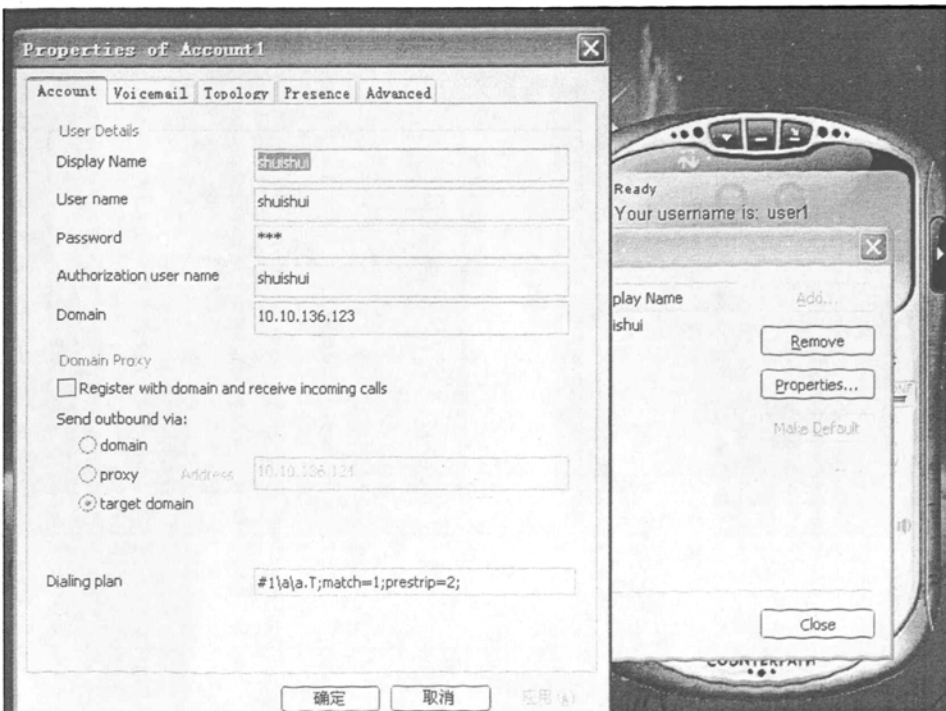 Properties of Account1
Account Voicemail Topology Presence Advanced
User Details
Display Name shuishui
User name shuishui
Password ***
Authorization user name shuishui
Domain 10.10.136.123
Domain Proxy
Register with domain and receive incoming calls
Send outbound via:
domain
proxy Address 10.10.136.121
target domain
Dialing plan #1\a\a.T;match=1;prestrip=2;
确定 取消 应用(A)
Ready
Your username is: user1
play Name Add...
ishui
Remove
Properties...
Make Default
Close
COUNTERPATH